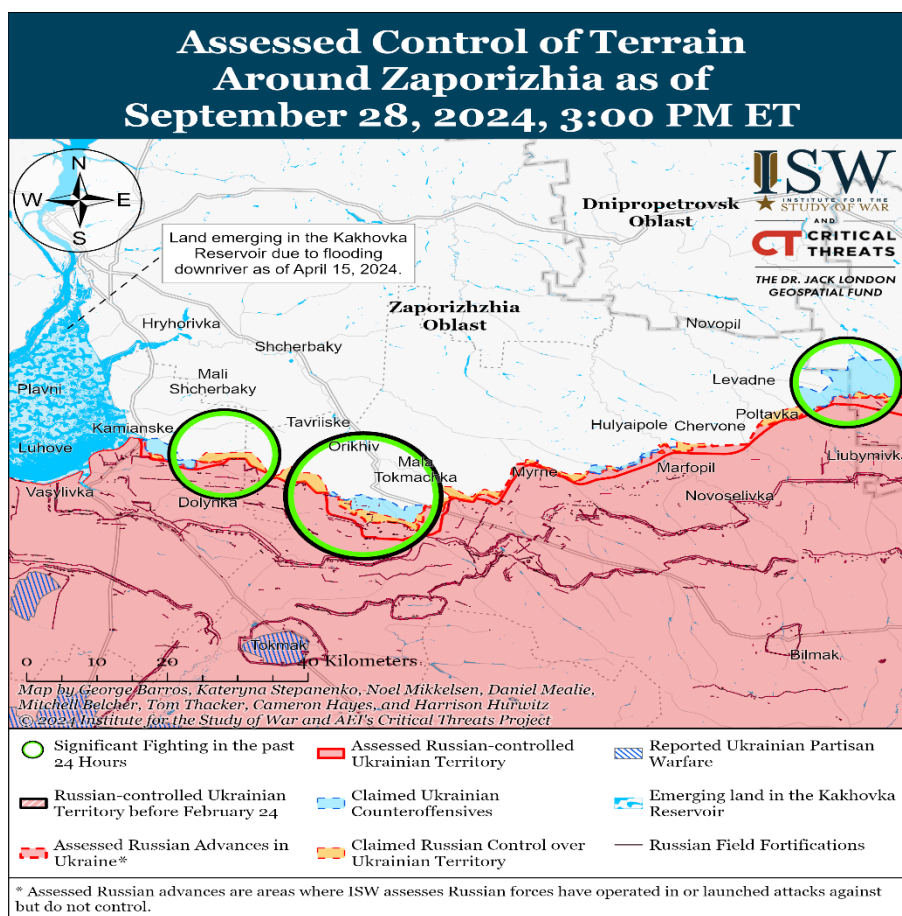 Assessed Control of Terrain
Around Zaporizhia as of
September 28, 2024, 3:00 PM ET
N
W
E
S
ISW
INSTITUTE FOR THE
STUDY OF WAR
AND
CT CRITICAL
THREATS
THE DR. JACK LONDON
GEOSPATIAL FUND
Land emerging in the Kakhovka
Reservoir due to flooding
downriver as of April 15, 2024.
Dnipropetrovsk
Oblast
Zaporizhzhia
Oblast
Hryhorivka
Novopil
Shcherbaky
Mali
Shcherbaky
Levadne
Plavni
Tavriiske
Kamianske
Poltavka
Hulyaipole
Chervone
Luhove
Orikhiv
Liubymivka
Mala
Tokmachka
Myrne
Marfopil
Vasylivka
Dolynka
Novoselivka
Tokmak
Bilmak
0 20 40 Kilometers
Map by George Barros, Kateryna Stepanenko, Noel Mikkelsen, Daniel Mealie,
Mitchell Belcher, Tom Thacker, Cameron Hayes, and Harrison Hurwitz
© 2024 Institute for the Study of War and AEI's Critical Threats Project
Significant Fighting in the past
24 Hours
Assessed Russian-controlled
Ukrainian Territory
Reported Ukrainian Partisan
Warfare
Russian-controlled Ukrainian
Territory before February 24
Claimed Ukrainian
Counteroffensives
Emerging land in the Kakhovka
Reservoir
Assessed Russian Advances in
Ukraine*
Claimed Russian Control over
Ukrainian Territory
Russian Field Fortifications
* Assessed Russian advances are areas where ISW assesses Russian forces have operated in or launched attacks against
but do not control.